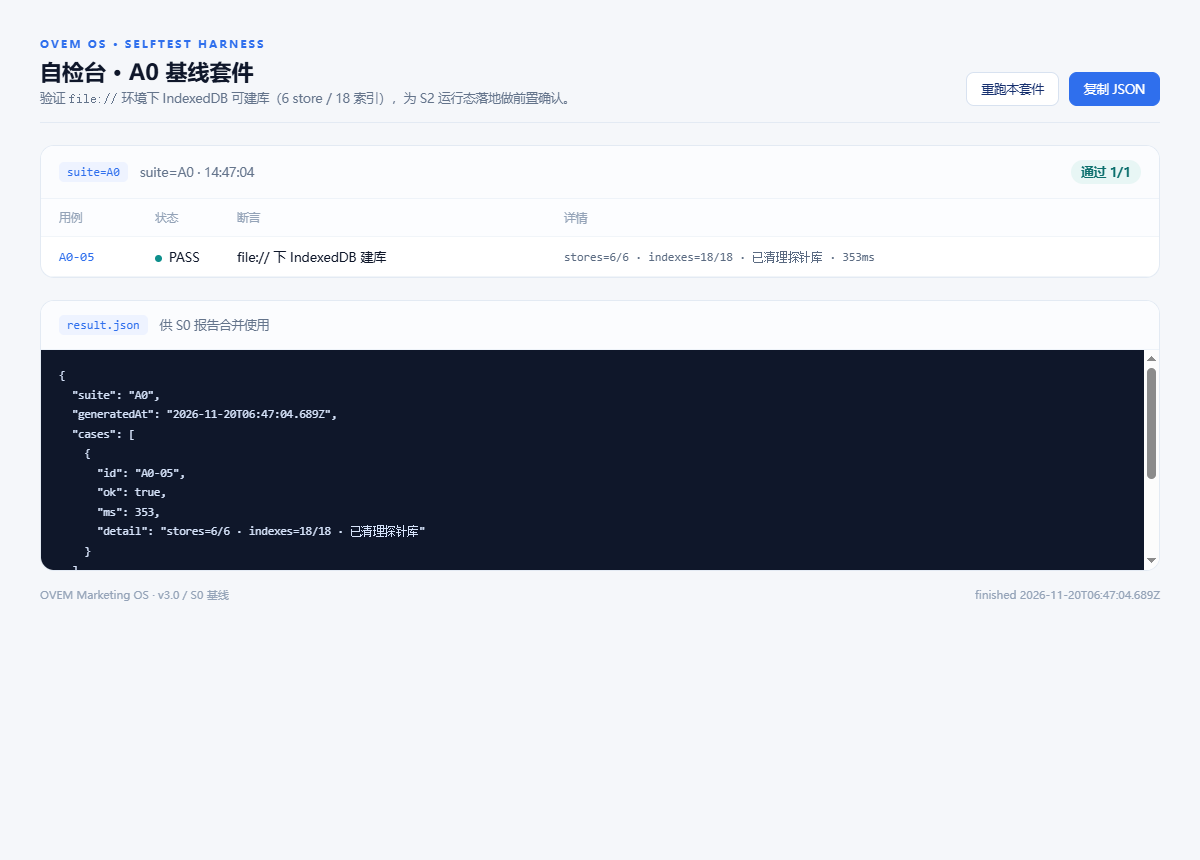 OVEM OS • SELFTEST HARNESS
自检台 • A0 基线套件
验证 file:// 环境下 IndexedDB 可建库（6 store / 18 索引），为 S2 运行态落地做前置确认。
重跑本套件
复制 JSON
suite=A0 suite=A0 · 14:47:04
通过 1/1
用例 状态 断言 详情
A0-05 PASS file:// 下 IndexedDB 建库 stores=6/6 · indexes=18/18 · 已清理探针库 · 353ms
result.json 供 S0 报告合并使用
{
"suite": "A0",
"generatedAt": "2026-11-20T06:47:04.689Z",
"cases": [
{
"id": "A0-05",
"ok": true,
"ms": 353,
"detail": "stores=6/6 · indexes=18/18 · 已清理探针库"
}
]
OVEM Marketing OS · v3.0 / S0 基线
finished 2026-11-20T06:47:04.689Z